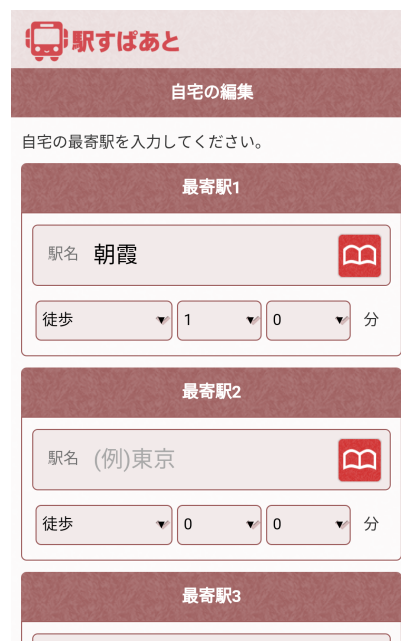 駅すぱあと
自宅の編集
自宅の最寄駅を入力してください。
最寄駅1
駅名 朝霞
徒歩 1 0 分
最寄駅2
駅名 (例)東京
徒歩 0 0 分
最寄駅3